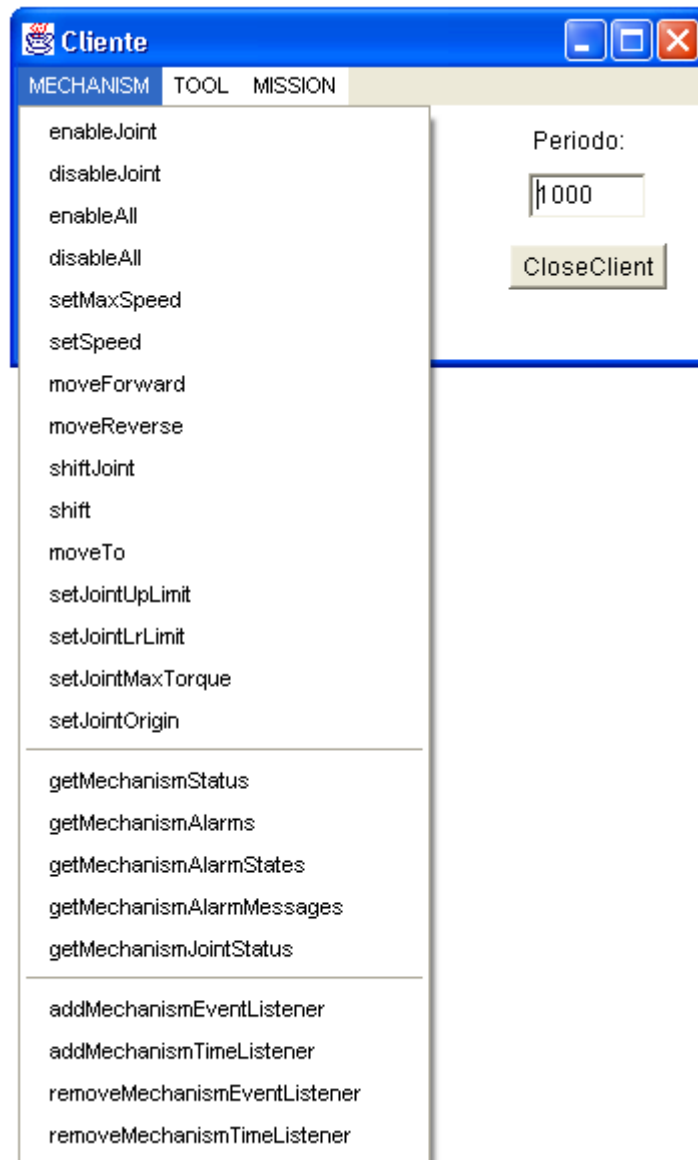 Cliente
MECHANISM TOOL MISSION
enableJoint
disableJoint
enableAll
disableAll
setMaxSpeed
setSpeed
moveForward
moveReverse
shiftJoint
shift
moveTo
setJointUpLimit
setJointLrLimit
setJointMaxTorque
setJointOrigin
getMechanismStatus
getMechanismAlarms
getMechanismAlarmStates
getMechanismAlarmMessages
getMechanismJointStatus
addMechanismEventListener
addMechanismTimeListener
removeMechanismEventListener
removeMechanismTimeListener
Periodo:
1000
CloseClient